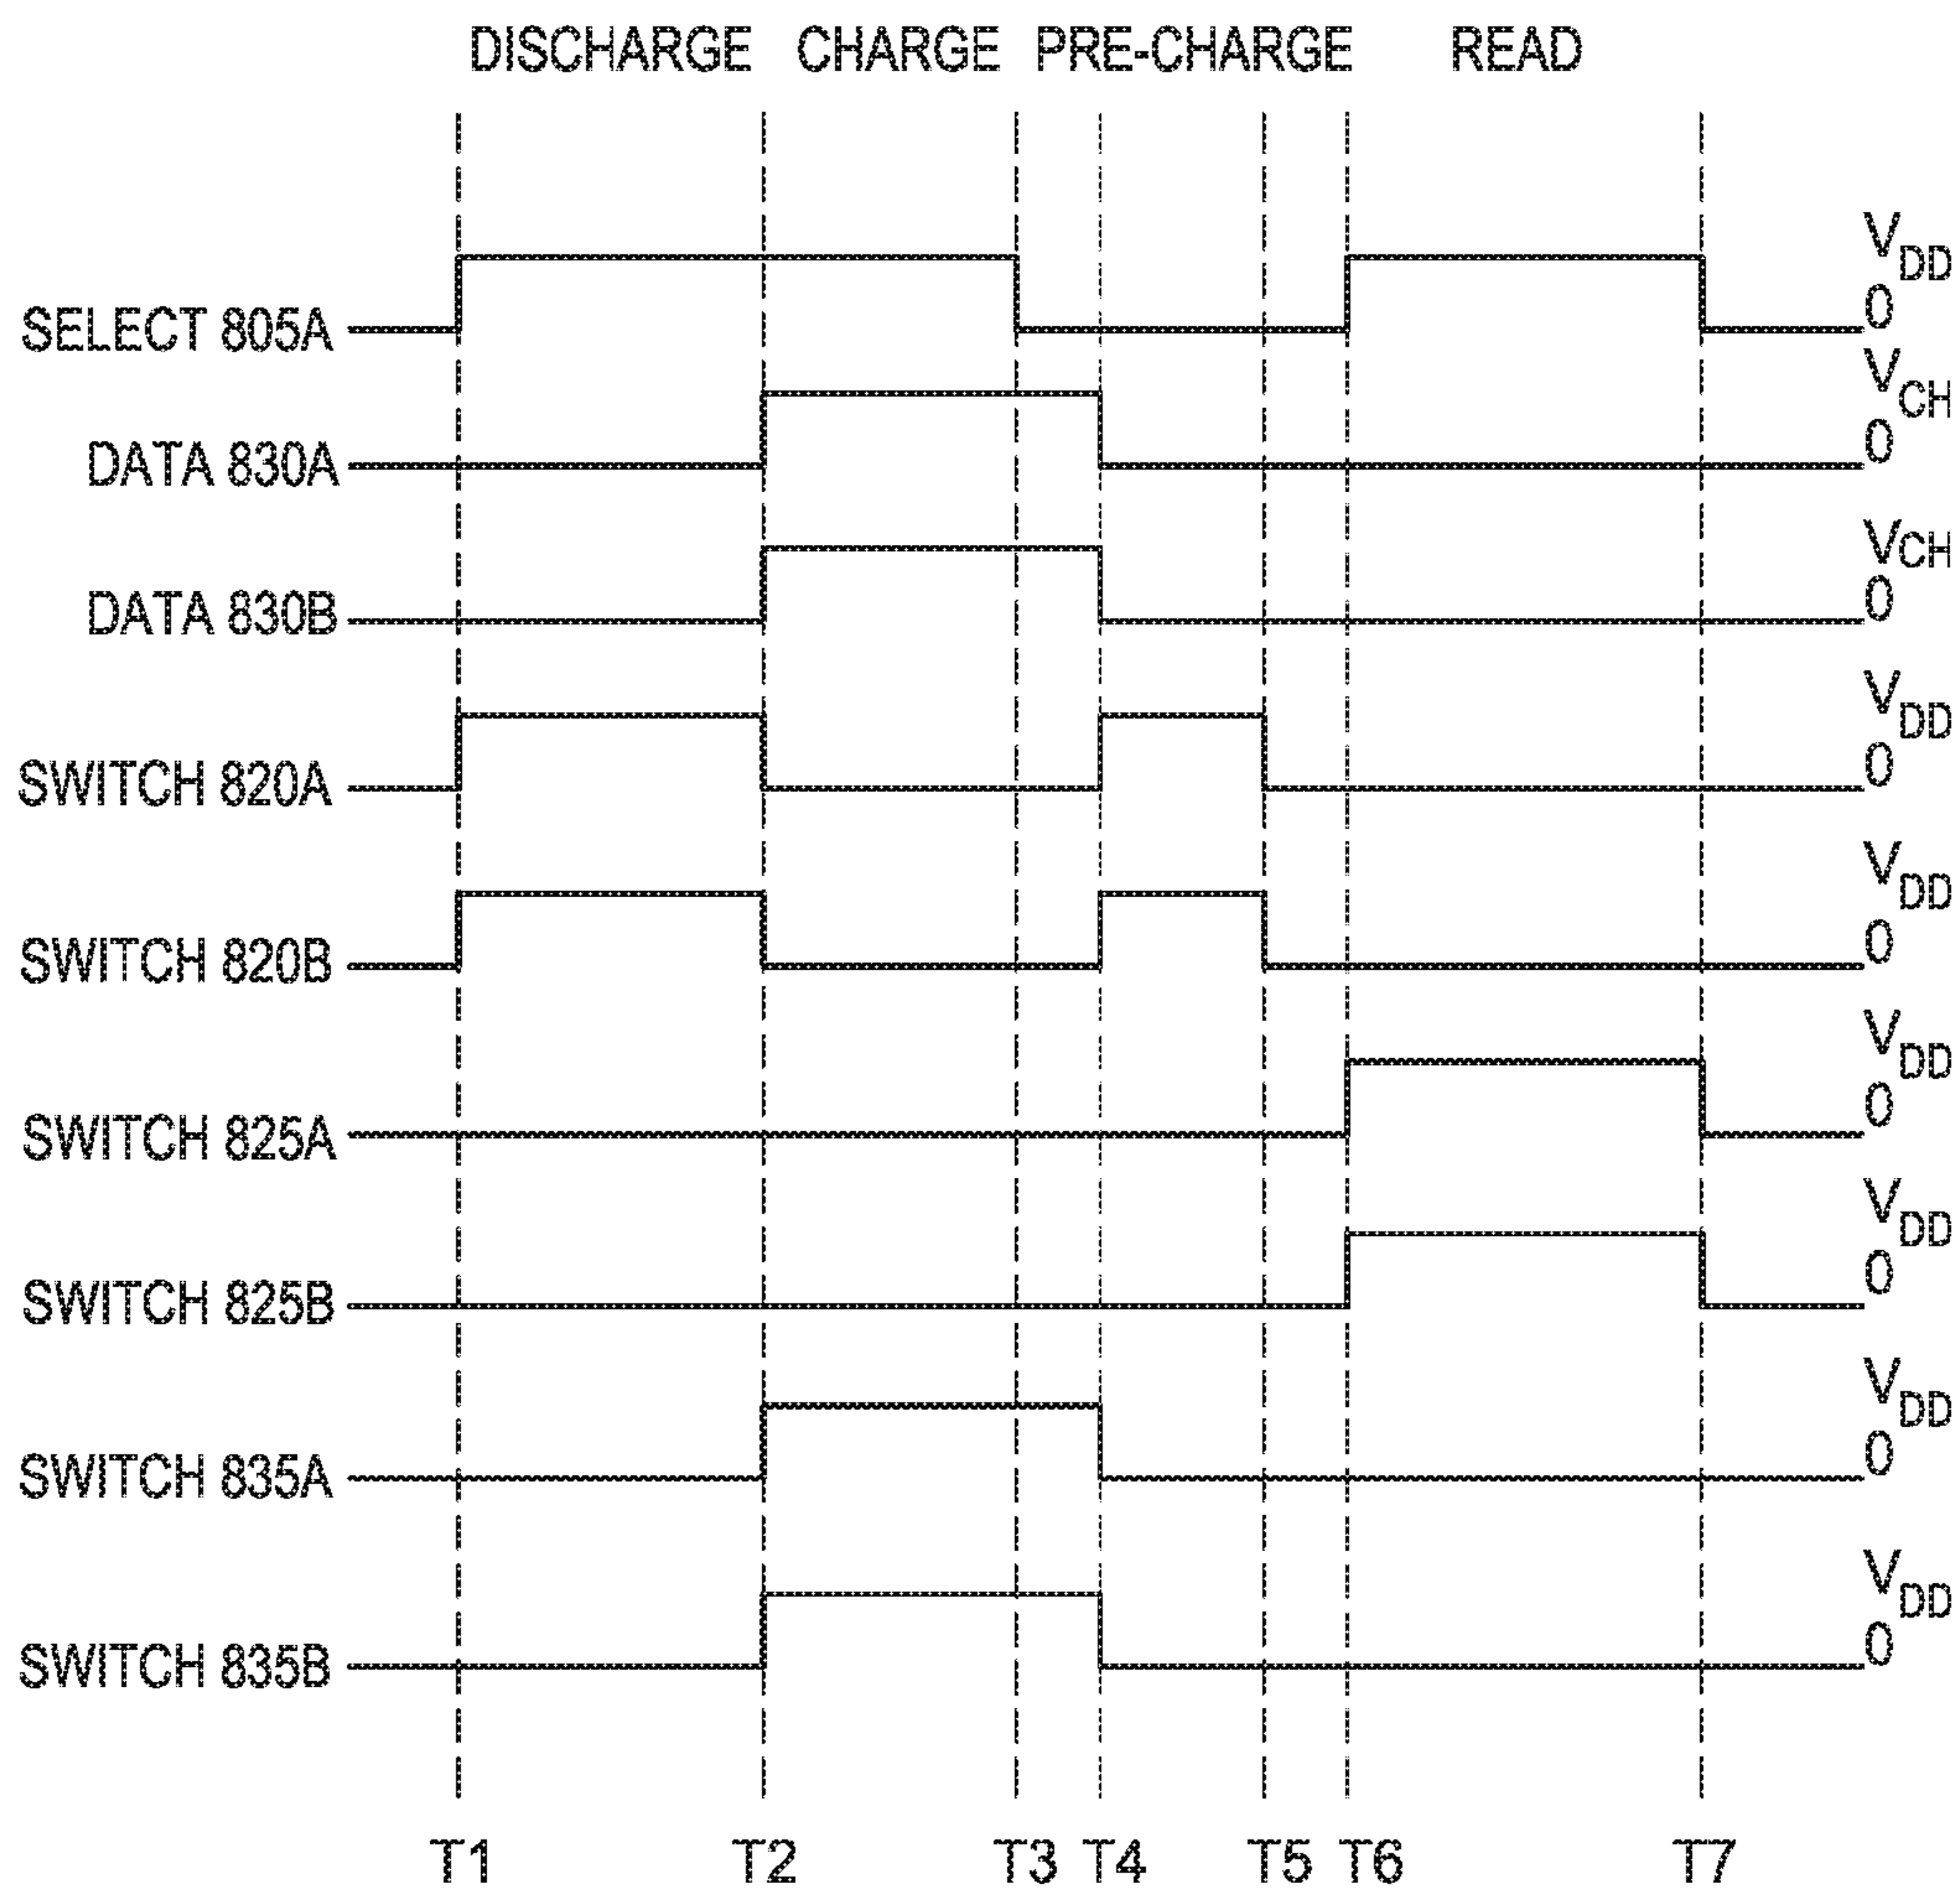 DISCHARGE CHARGE PRE-CHARGE READ
SELECT 805A VDD 0
DATA 830A VCH 0
DATA 830B VCH 0
SWITCH 820A VDD 0
SWITCH 820B VDD 0
SWITCH 825A VDD 0
SWITCH 825B VDD 0
SWITCH 835A VDD 0
SWITCH 835B VDD 0
T1 T2 T3 T4 T5 T6 T7